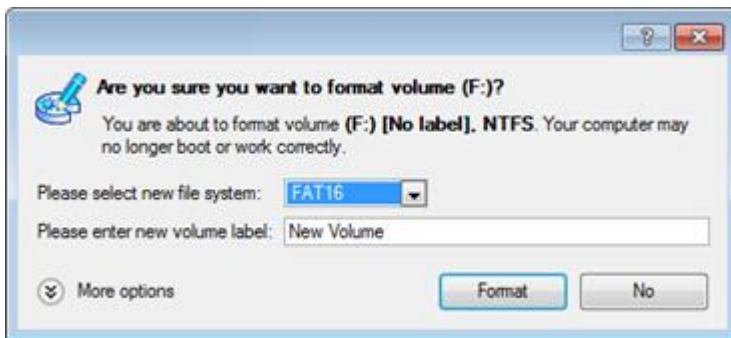 Are you sure you want to format volume (F:)?
You are about to format volume (F:) [No label], NTFS. Your computer may
no longer boot or work correctly.
Please select new file system: FAT16
Please enter new volume label: New Volume
More options Format No